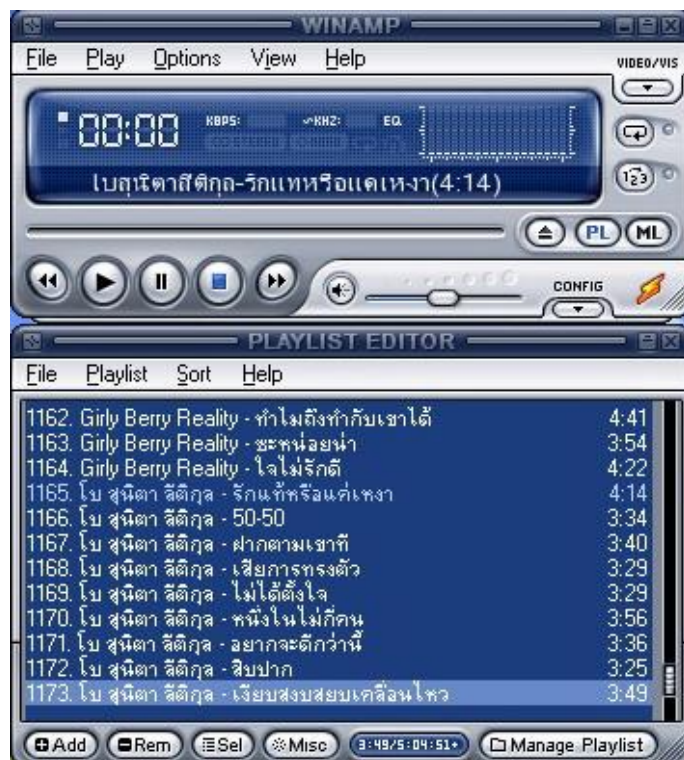 WINAMP
File Play Options View Help
VIDEO/VIS
00:00 KBPS: KHZ: EQ
โบสุนิตาลีติกุล-รักแทหรือแคเหงา(4:14)
PL ML
CONFIG
PLAYLIST EDITOR
File Playlist Sort Help
1162. Girly Berry Reality - ทำไมถึงทำกับเขาได้ 4:41
1163. Girly Berry Reality - ซะหน่อยน่า 3:54
1164. Girly Berry Reality - ใจไม่รักดี 4:22
1165. โบ สุนิตา ลีติกุล - รักแท้หรือแค่เหงา 4:14
1166. โบ สุนิตา ลีติกุล - 50-50 3:34
1167. โบ สุนิตา ลีติกุล - ฝากตามเขาที 3:40
1168. โบ สุนิตา ลีติกุล - เสียการทรงตัว 3:29
1169. โบ สุนิตา ลีติกุล - ไม่ได้ตั้งใจ 3:29
1170. โบ สุนิตา ลีติกุล - หนึ่งในไม่กี่คน 3:56
1171. โบ สุนิตา ลีติกุล - อยากจะดีกว่านี้ 3:36
1172. โบ สุนิตา ลีติกุล - สิบปาก 3:25
1173. โบ สุนิตา ลีติกุล - เงียบสงบสยบเคลื่อนไหว 3:49
Add Rem Sel Misc 3:49/5:04:51+ Manage Playlist